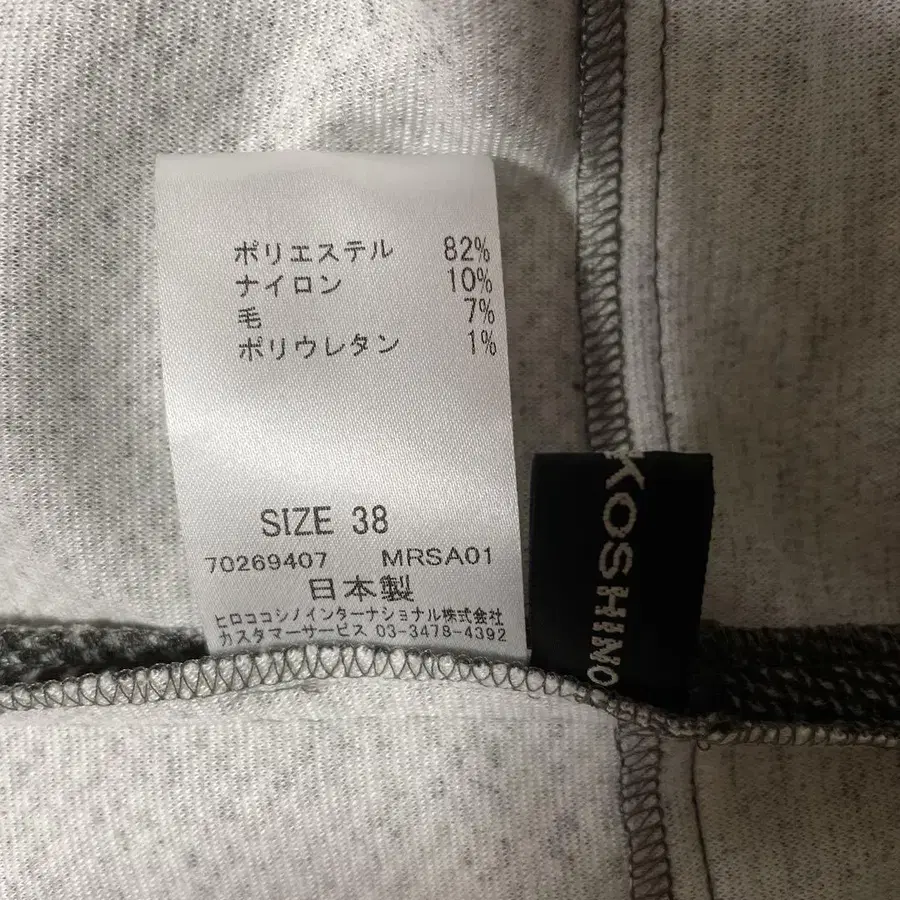 ポリエステル 82%
ナイロン 10%
毛 7%
ポリウレタン 1%
SIZE 38
70269407 MRSA01
日本製
ヒロココシノインターナショナル株式会社
カスタマーサービス 03-3478-4392
KOSHINO